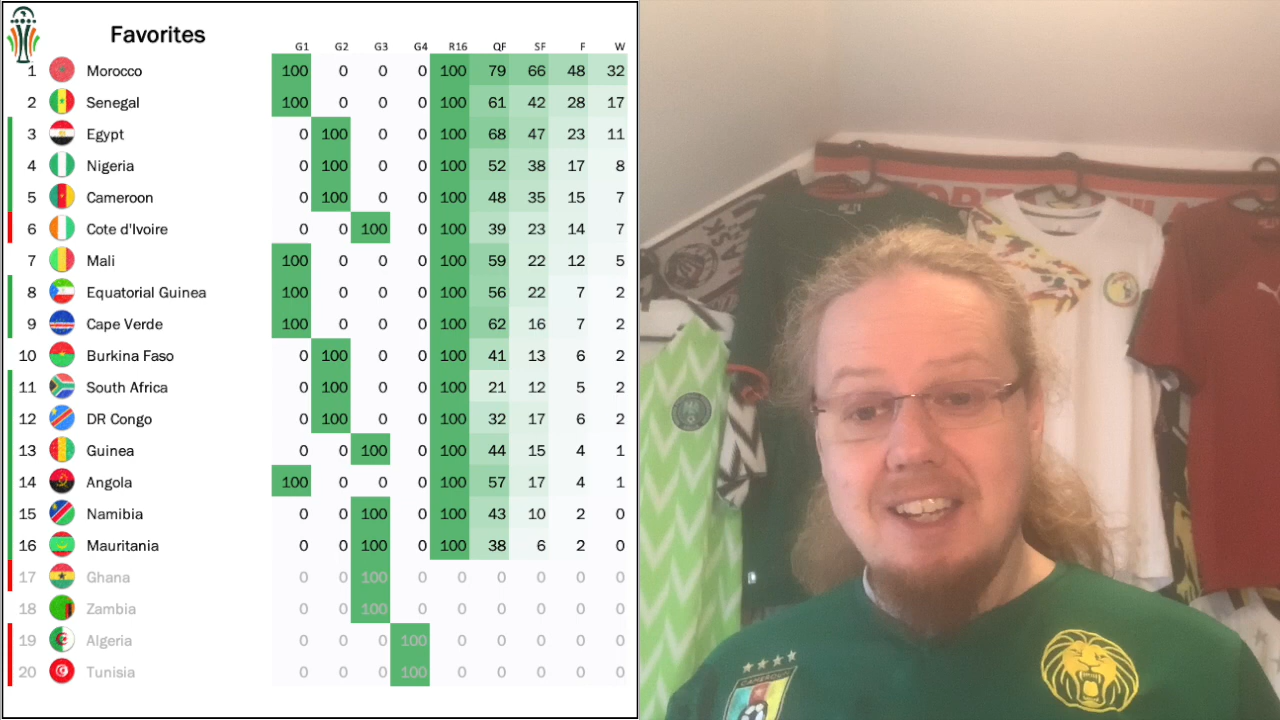 Favorites
G1 G2 G3 G4 R16 QF SF F W
1 Morocco 100 0 0 0 100 79 66 48 32
2 Senegal 100 0 0 0 100 61 42 28 17
3 Egypt 0 100 0 0 100 68 47 23 11
4 Nigeria 0 100 0 0 100 52 38 17 8
5 Cameroon 0 100 0 0 100 48 35 15 7
6 Cote d'Ivoire 0 0 100 0 100 39 23 14 7
7 Mali 100 0 0 0 100 59 22 12 5
8 Equatorial Guinea 100 0 0 0 100 56 22 7 2
9 Cape Verde 100 0 0 0 100 62 16 7 2
10 Burkina Faso 0 100 0 0 100 41 13 6 2
11 South Africa 0 100 0 0 100 21 12 5 2
12 DR Congo 0 100 0 0 100 32 17 6 2
13 Guinea 0 0 100 0 100 44 15 4 1
14 Angola 100 0 0 0 100 57 17 4 1
15 Namibia 0 0 100 0 100 43 10 2 0
16 Mauritania 0 0 100 0 100 38 6 2 0
17 Ghana 0 0 100 0 0 0 0 0 0
18 Zambia 0 0 100 0 0 0 0 0 0
19 Algeria 0 0 0 100 0 0 0 0 0
20 Tunisia 0 0 0 100 0 0 0 0 0
CAMEROUN